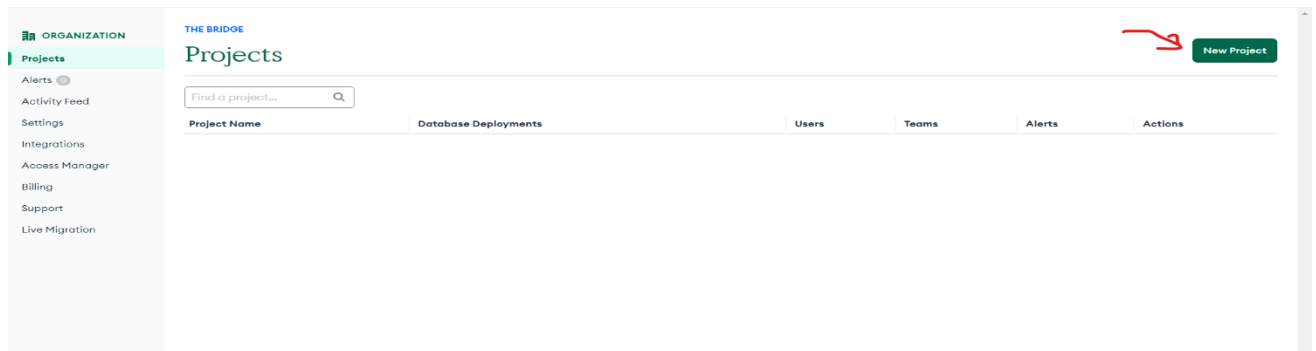 ORGANIZATION
Projects
Alerts 0
Activity Feed
Settings
Integrations
Access Manager
Billing
Support
Live Migration
THE BRIDGE
Projects
New Project
Find a project...
Project Name Database Deployments Users Teams Alerts Actions